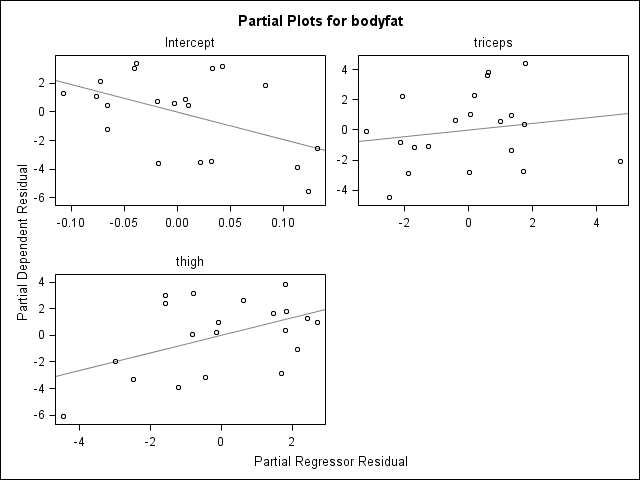 Partial Plots for bodyfat
Intercept
2
0
-2
-4
-6
-0.10 -0.05 0.00 0.05 0.10
triceps
4
2
0
-2
-4
-2 0 2 4
thigh
4
2
0
-2
-4
-6
-4 -2 0 2
Partial Dependent Residual
Partial Regressor Residual